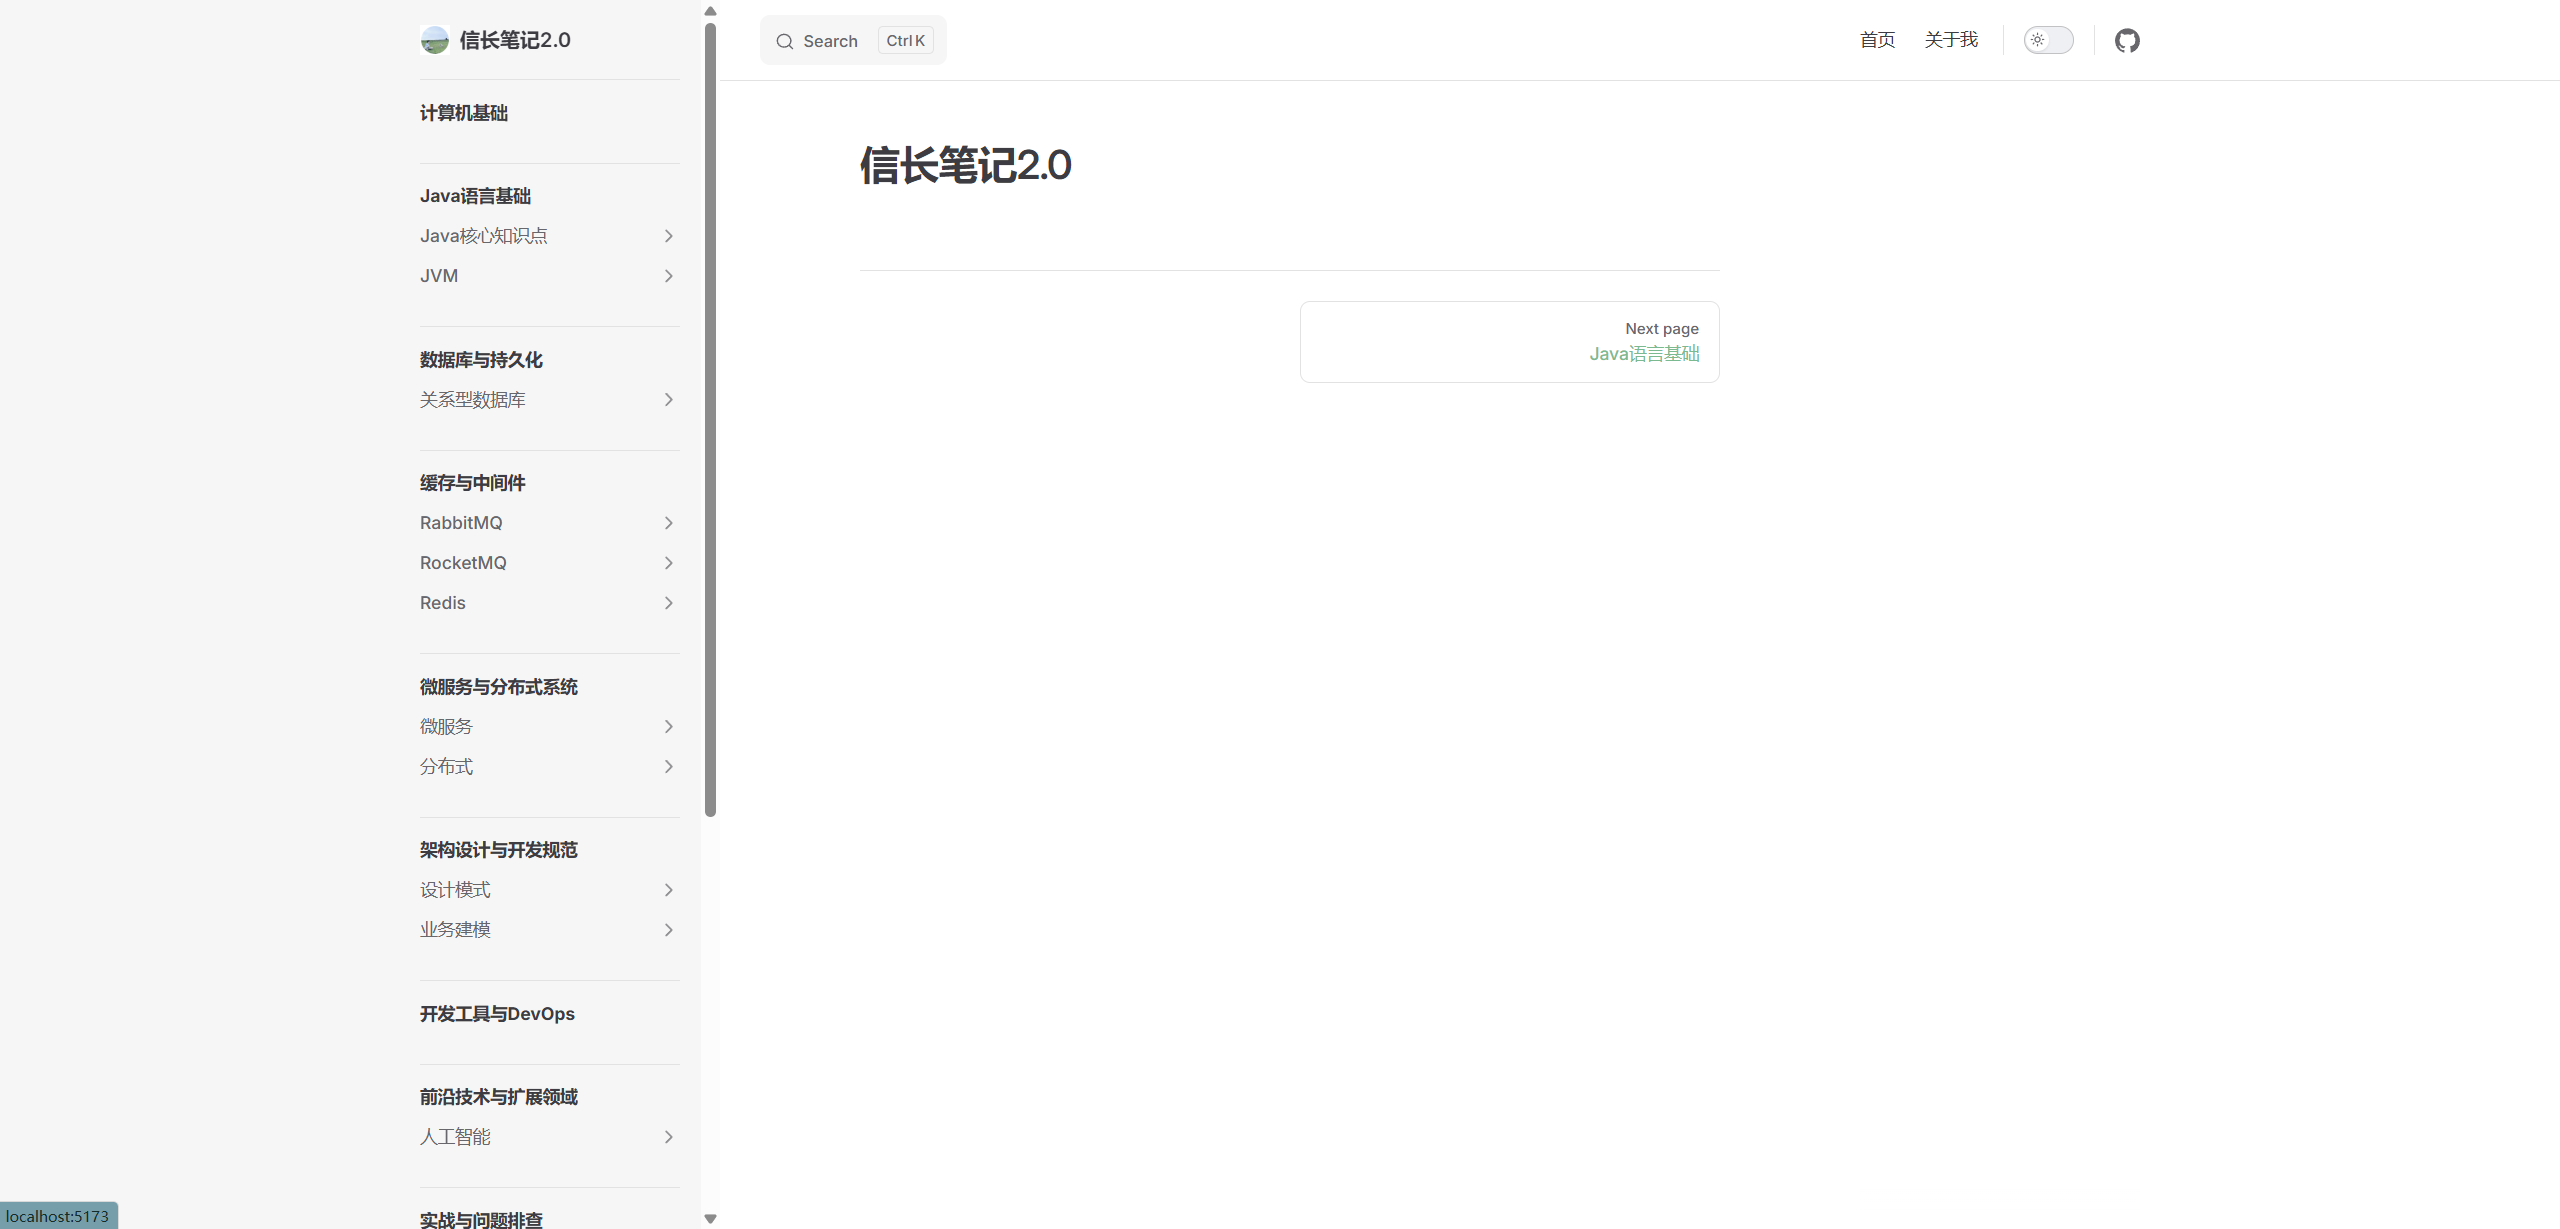 信长笔记2.0
Search Ctrl K
首页 关于我
计算机基础
Java语言基础
Java核心知识点
JVM
数据库与持久化
关系型数据库
缓存与中间件
RabbitMQ
RocketMQ
Redis
微服务与分布式系统
微服务
分布式
架构设计与开发规范
设计模式
业务建模
开发工具与DevOps
前沿技术与扩展领域
人工智能
实战与问题排查
信长笔记2.0
Next page
Java语言基础
localhost:5173